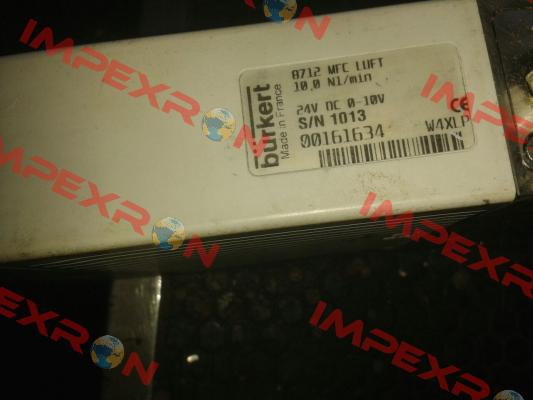 burkert
Made in France
8712 MFC LUFT
10,0 Nl/min
24V DC 0-10V
S/N 1013
00161634
CE
W4XLP
IMPEXRON
IMPEXRON
IMPEXRON
IMPEXRON